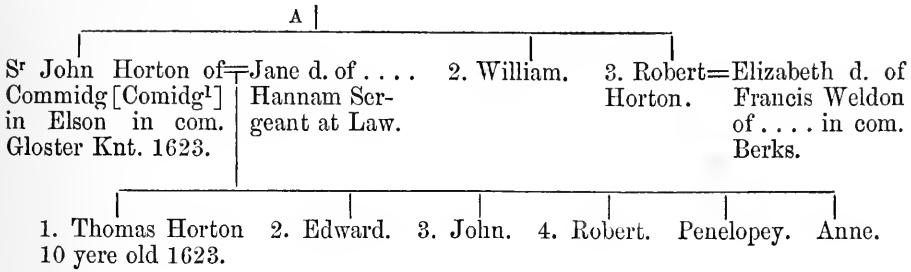 A
Sr John Horton of=Jane d. of . . . . 2. William. 3. Robert=Elizabeth d. of
Commidg [Comidg1] Hannam Ser- Horton. Francis Weldon
in Elson in com. geant at Law. of . . . . in com.
Gloster Knt. 1623. Berks.
1. Thomas Horton 2. Edward. 3. John. 4. Robert. Penelopey. Anne.
10 yere old 1623.